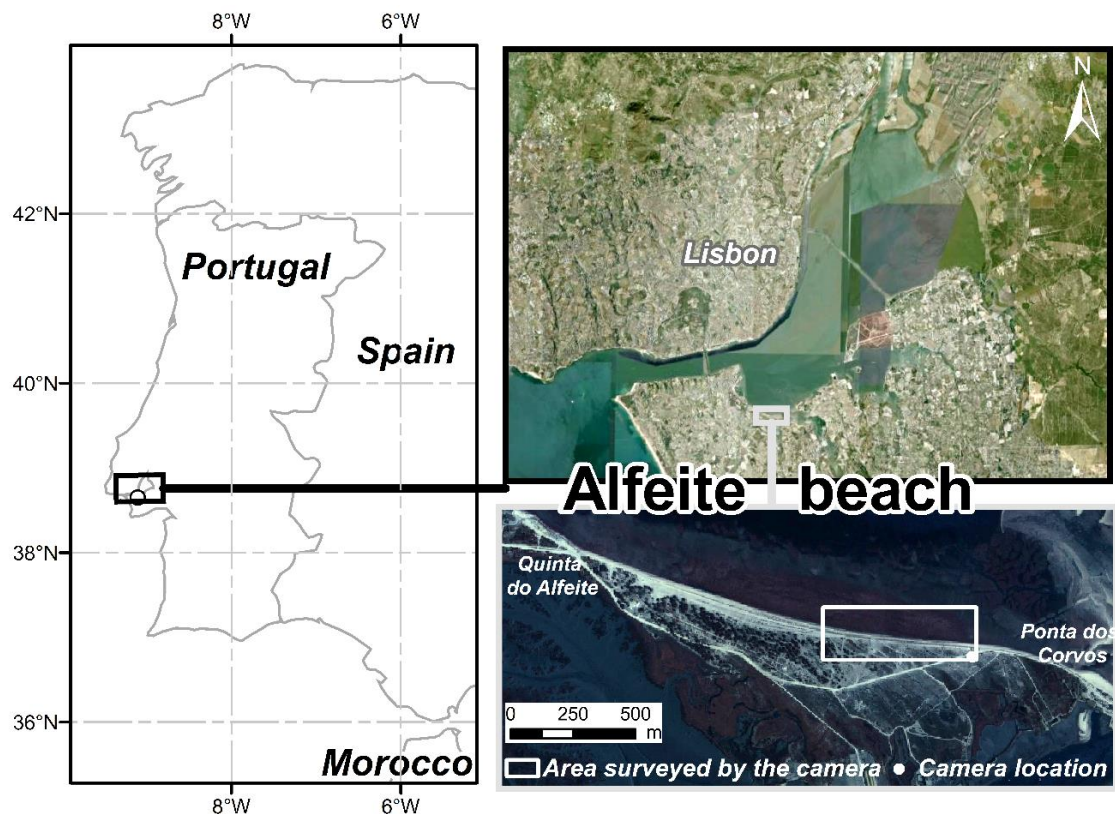 8°W
6°W
42°N
40°N
38°N
36°N
8°W
6°W
Portugal
Spain
Morocco
N
Lisbon
Alfeite beach
Quinta
do Alfeite
Ponta dos
Corvos
0 250 500
m
Area surveyed by the camera
Camera location